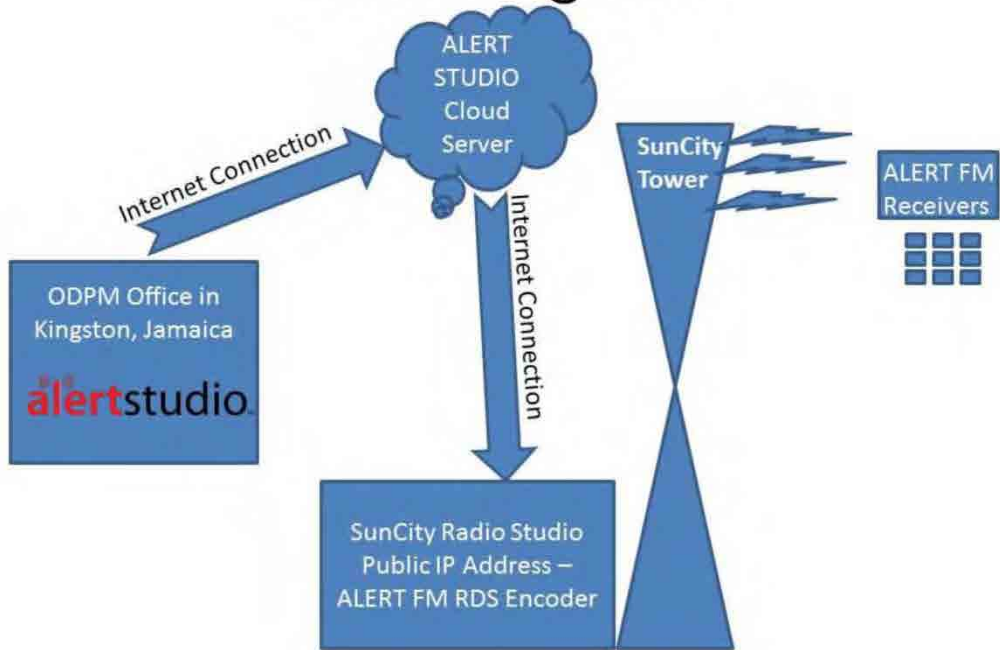 ALERT
STUDIO
Cloud
Server
Internet Connection
SunCity
Tower
ALERT FM
Receivers
Internet Connection
ODPM Office in
Kingston, Jamaica
alertstudio
SunCity Radio Studio
Public IP Address –
ALERT FM RDS Encoder